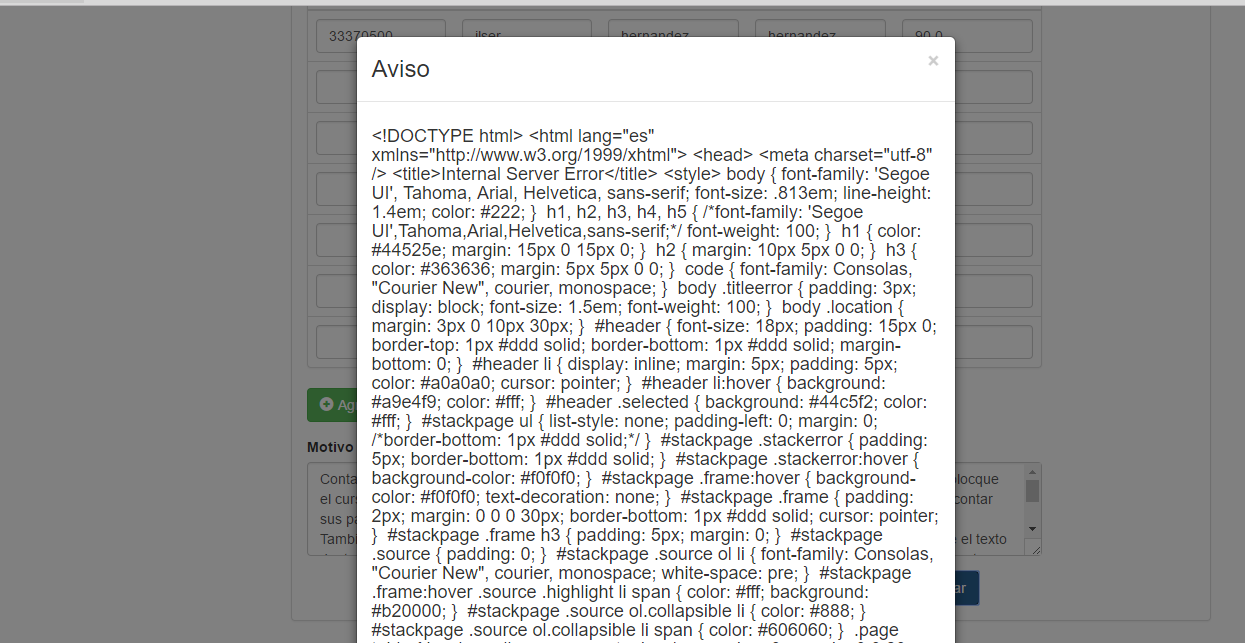 33370500 ilser hernandez hernandez 90.0
Aviso
×
<!DOCTYPE html> <html lang="es"
xmlns="http://www.w3.org/1999/xhtml"> <head> <meta charset="utf-8"
/> <title>Internal Server Error</title> <style> body { font-family: 'Segoe
UI', Tahoma, Arial, Helvetica, sans-serif; font-size: .813em; line-height:
1.4em; color: #222; } h1, h2, h3, h4, h5 { /*font-family: 'Segoe
UI',Tahoma,Arial,Helvetica,sans-serif;*/ font-weight: 100; } h1 { color:
#44525e; margin: 15px 0 15px 0; } h2 { margin: 10px 5px 0 0; } h3 {
color: #363636; margin: 5px 5px 0 0; } code { font-family: Consolas,
"Courier New", courier, monospace; } body .titleerror { padding: 3px;
display: block; font-size: 1.5em; font-weight: 100; } body .location {
margin: 3px 0 10px 30px; } #header { font-size: 18px; padding: 15px 0;
border-top: 1px #ddd solid; border-bottom: 1px #ddd solid; margin-
bottom: 0; } #header li { display: inline; margin: 5px; padding: 5px;
color: #a0a0a0; cursor: pointer; } #header li:hover { background:
#a9e4f9; color: #fff; } #header .selected { background: #44c5f2; color:
#fff; } #stackpage ul { list-style: none; padding-left: 0; margin: 0;
/*border-bottom: 1px #ddd solid;*/ } #stackpage .stackerror { padding:
5px; border-bottom: 1px #ddd solid; } #stackpage .stackerror:hover {
background-color: #f0f0f0; } #stackpage .frame:hover { background-
color: #f0f0f0; text-decoration: none; } #stackpage .frame { padding:
2px; margin: 0 0 0 30px; border-bottom: 1px #ddd solid; cursor: pointer;
} #stackpage .frame h3 { padding: 5px; margin: 0; } #stackpage
.source { padding: 0; } #stackpage .source ol li { font-family: Consolas,
"Courier New", courier, monospace; white-space: pre; } #stackpage
.frame:hover .source .highlight li span { color: #fff; background:
#b20000; } #stackpage .source ol.collapsible li { color: #888; }
#stackpage .source ol.collapsible li span { color: #606060; } .page
Ag
Motivo
Conta
el cur
sus pa
Tambi
locque
contar
el texto
ar